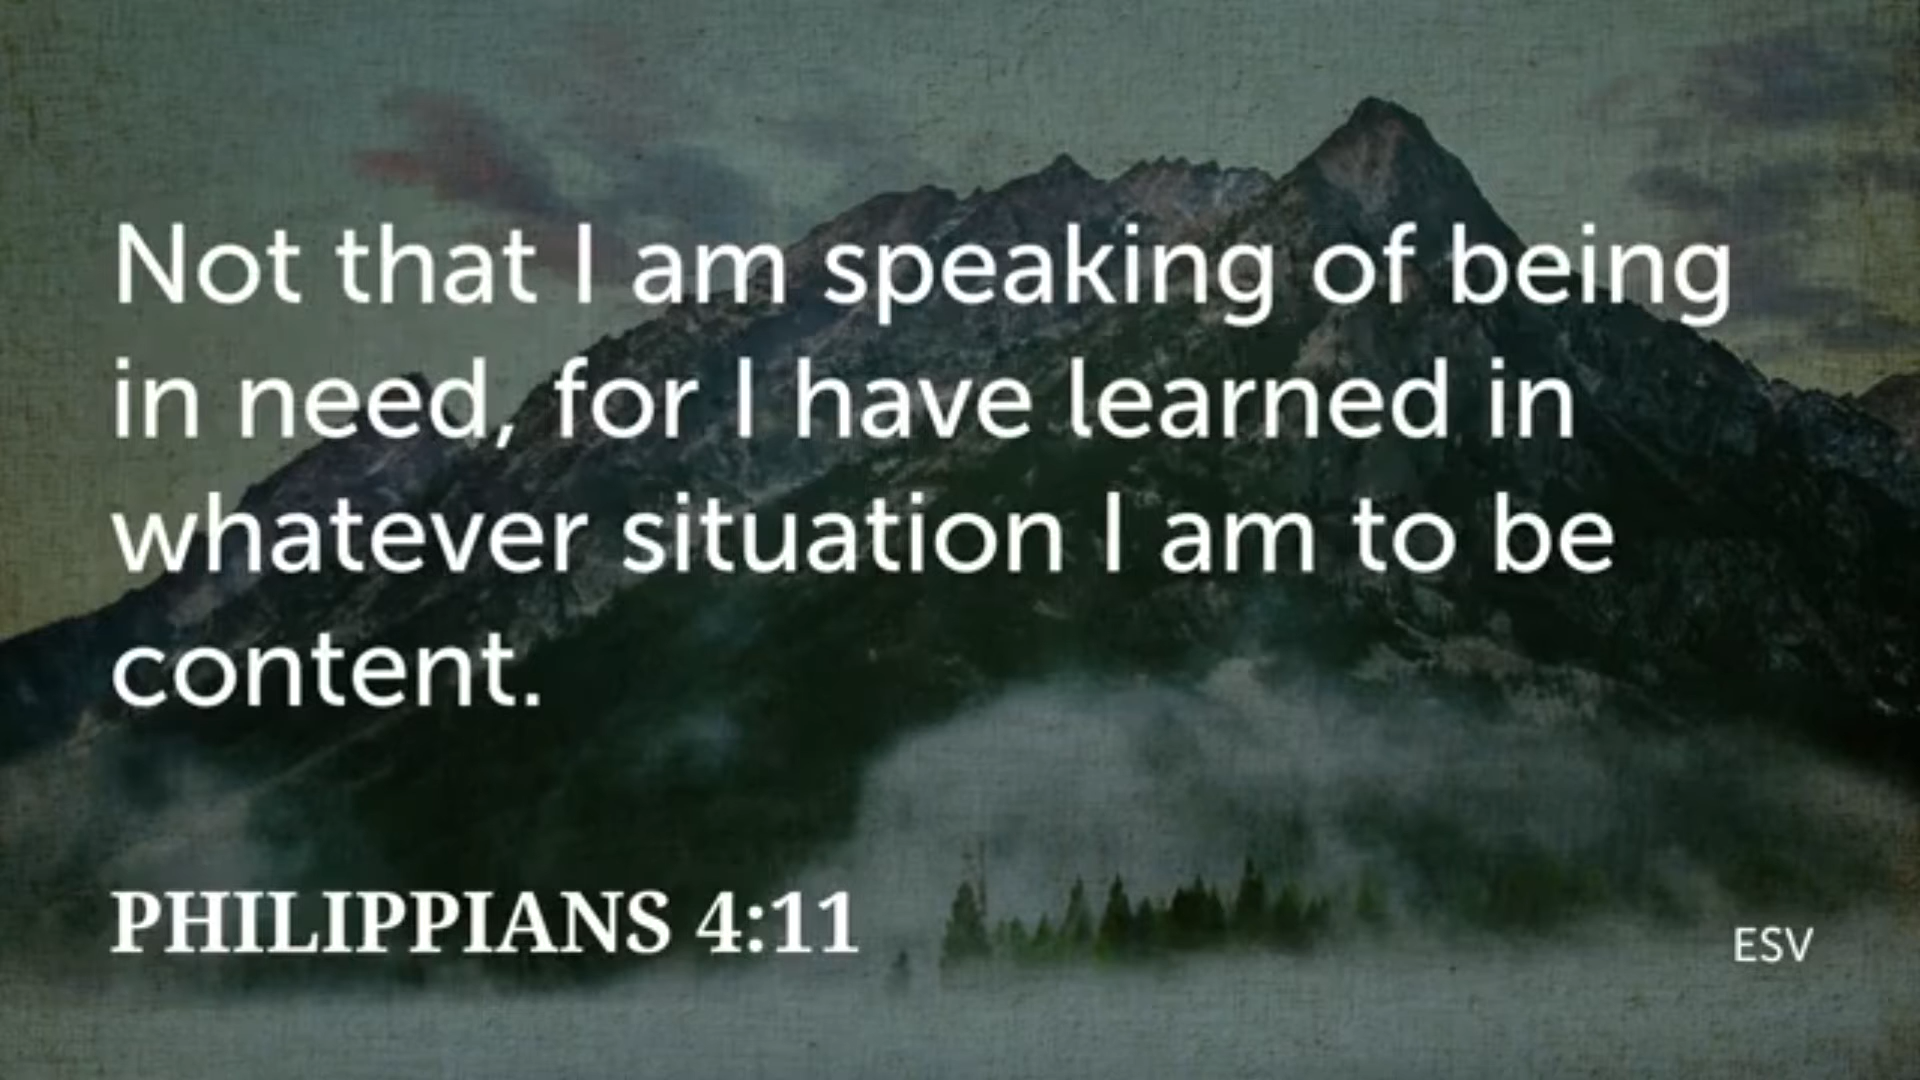 Not that I am speaking of being
in need, for I have learned in
whatever situation I am to be
content.
PHILIPPIANS 4:11
ESV